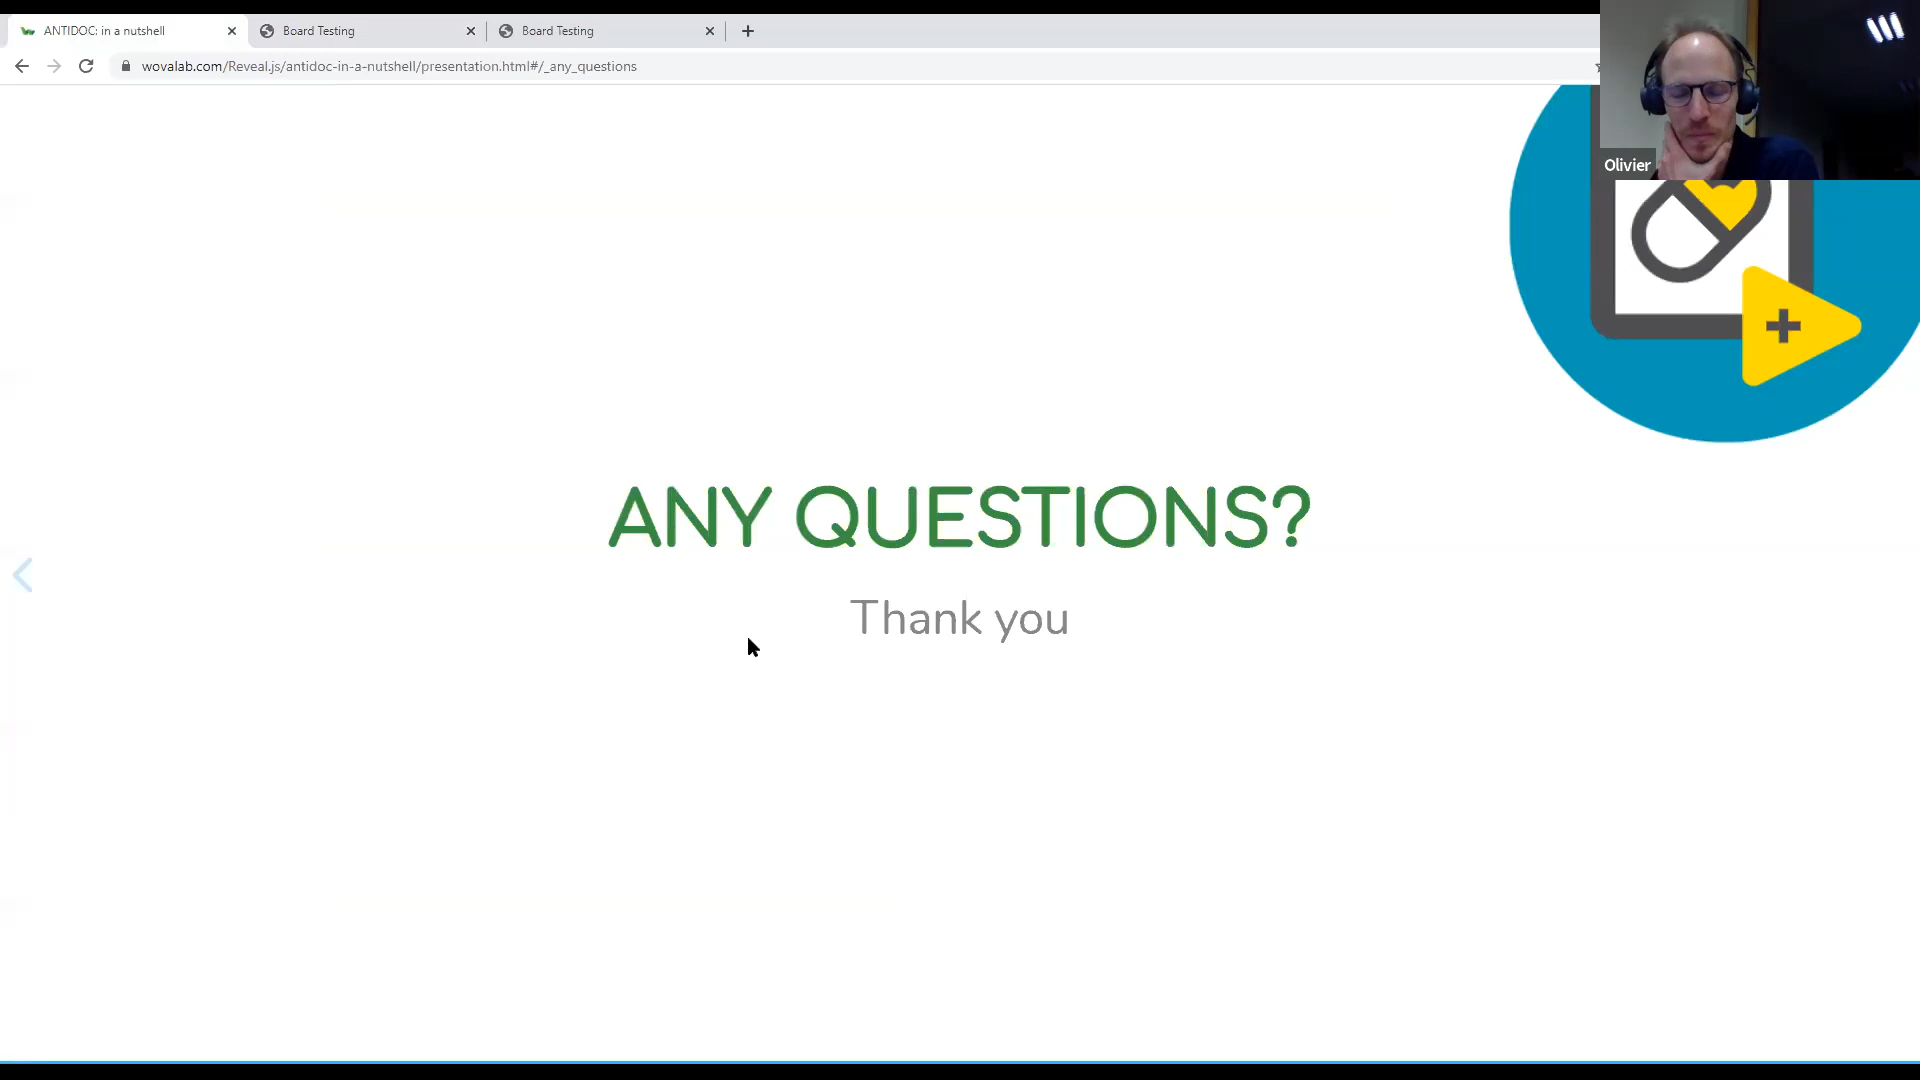 ANTIDOC: in a nutshell
Board Testing
Board Testing
wovalab.com/Reveal.js/antidoc-in-a-nutshell/presentation.html#/_any_questions
Olivier
ANY QUESTIONS?
Thank you